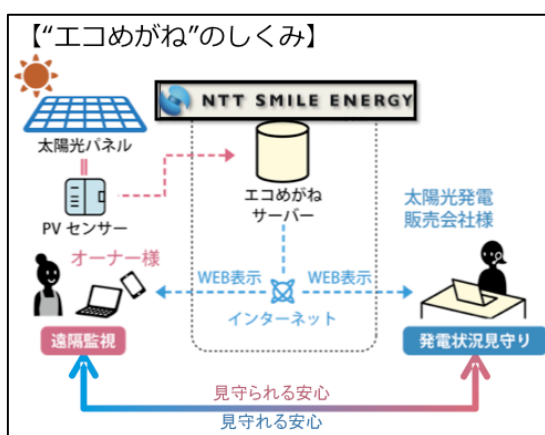 【“エコめがね”のしくみ】
NTT SMILE ENERGY
太陽光パネル
PV センサー
エコめがね
サーバー
太陽光発電
販売会社様
オーナー様
WEB表示
WEB表示
インターネット
遠隔監視
発電状況見守り
見守られる安心
見守れる安心